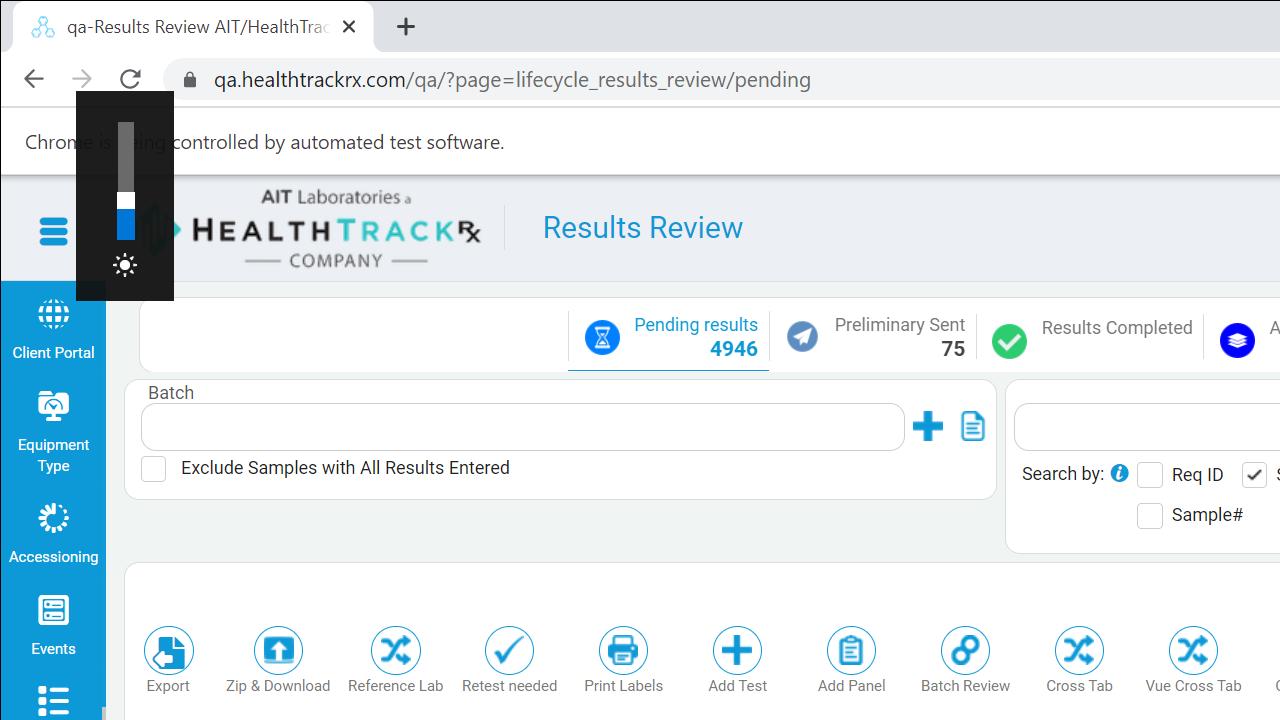 qa-Results Review AIT/HealthTrac
qa.healthtrackrx.com/qa/?page=lifecycle_results_review/pending
Chrome is being controlled by automated test software.
AIT Laboratories a
HEALTHTRACKRx
COMPANY
Results Review
Client Portal
Equipment
Type
Accessioning
Events
Pending results
4946
Preliminary Sent
75
Results Completed
A
Batch
Exclude Samples with All Results Entered
Search by:
Req ID
S
Sample#
Export
Zip & Download
Reference Lab
Retest needed
Print Labels
Add Test
Add Panel
Batch Review
Cross Tab
Vue Cross Tab